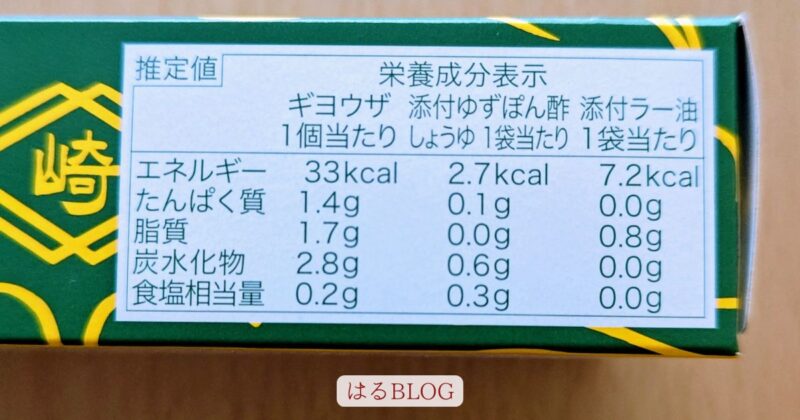 崎
推定値 栄養成分表示
ギヨウザ 添付ゆずぽん酢 添付ラー油
1個当たり しょうゆ 1袋当たり 1袋当たり
エネルギー 33kcal 2.7kcal 7.2kcal
たんぱく質 1.4g 0.1g 0.0g
脂質 1.7g 0.0g 0.8g
炭水化物 2.8g 0.6g 0.0g
食塩相当量 0.2g 0.3g 0.0g
はるBLOG